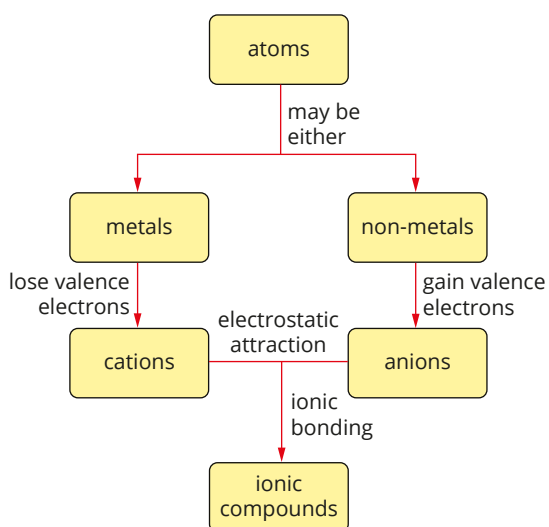 atoms
may be
either
metals
non-metals
lose valence
electrons
gain valence
electrons
electrostatic
attraction
cations
anions
ionic
bonding
ionic
compounds